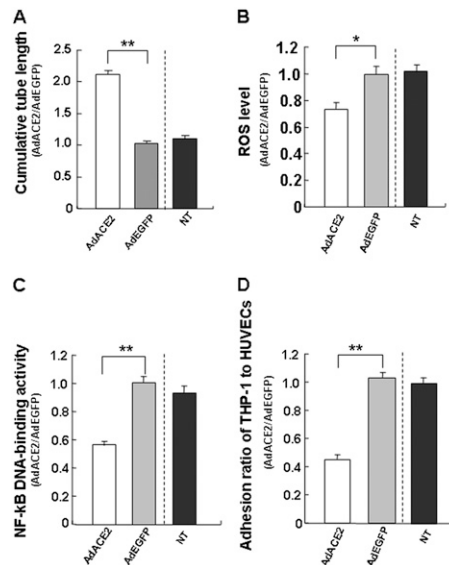 A
Cumulative tube length
(AdACE2/AdEGFP)
2.5
2.0
1.5
1.0
0.5
0
**
AdACE2
AdEGFP
NT
B
ROS level
(AdACE2/AdEGFP)
1.2
1.0
0.8
0.6
0.4
0.2
0
*
AdACE2
AdEGFP
NT
C
NF-kB DNA-binding activity
(AdACE2/AdEGFP)
1.2
1.0
0.8
0.6
0.4
0.2
0
**
AdACE2
AdEGFP
NT
D
Adhesion ratio of THP-1 to HUVECs
(AdACE2/AdEGFP)
1.2
1.0
0.8
0.6
0.4
0.2
0
**
AdACE2
AdEGFP
NT